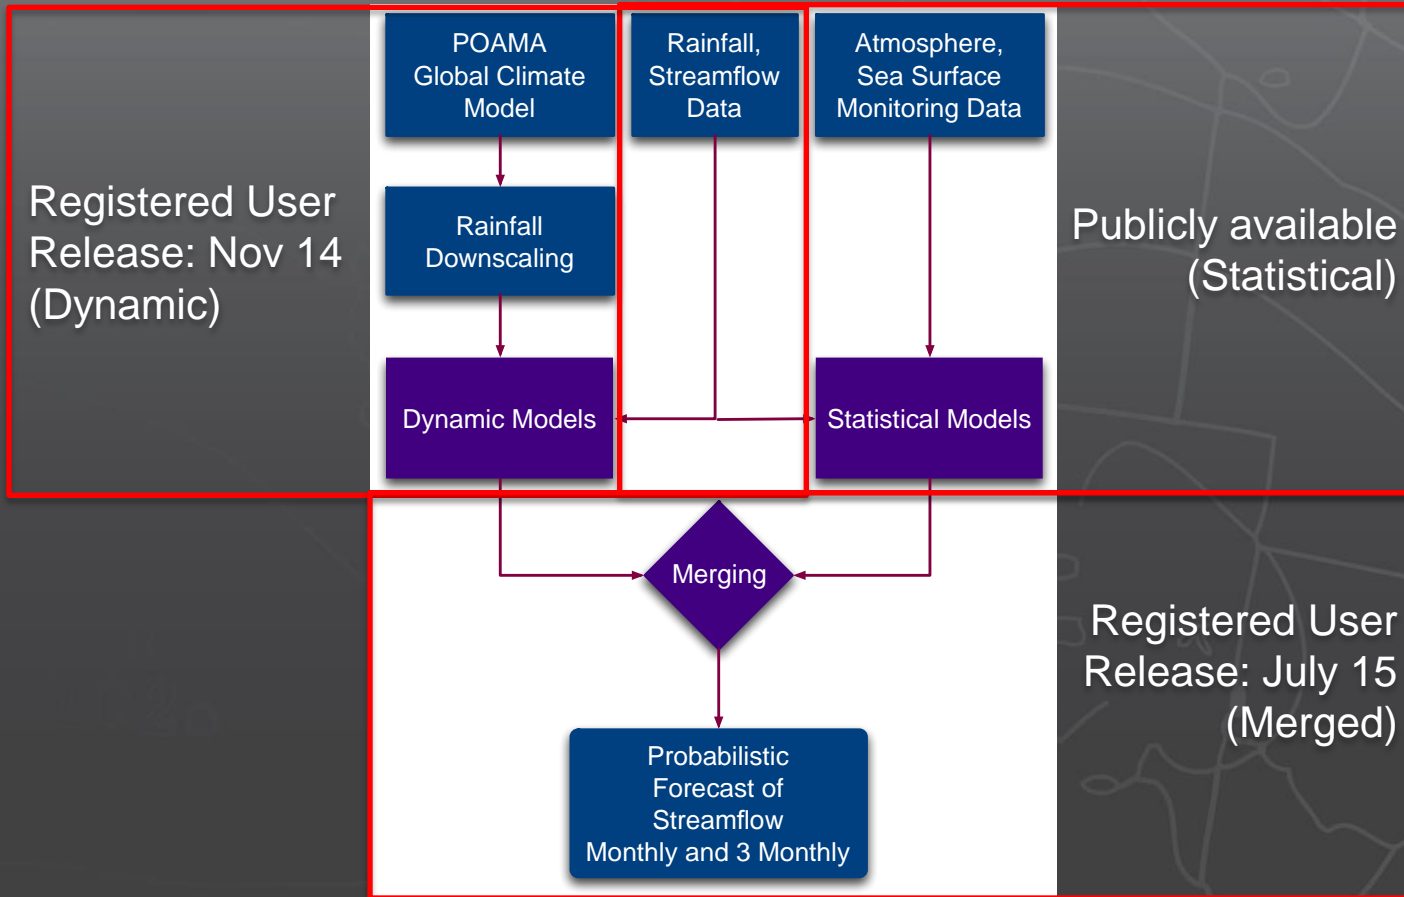 POAMA
Global Climate
Model
Rainfall,
Streamflow
Data
Atmosphere,
Sea Surface
Monitoring Data
Registered User
Release: Nov 14
(Dynamic)
Rainfall
Downscaling
Publicly available
(Statistical)
Dynamic Models
Statistical Models
Merging
Registered User
Release: July 15
(Merged)
Probabilistic
Forecast of
Streamflow
Monthly and 3 Monthly